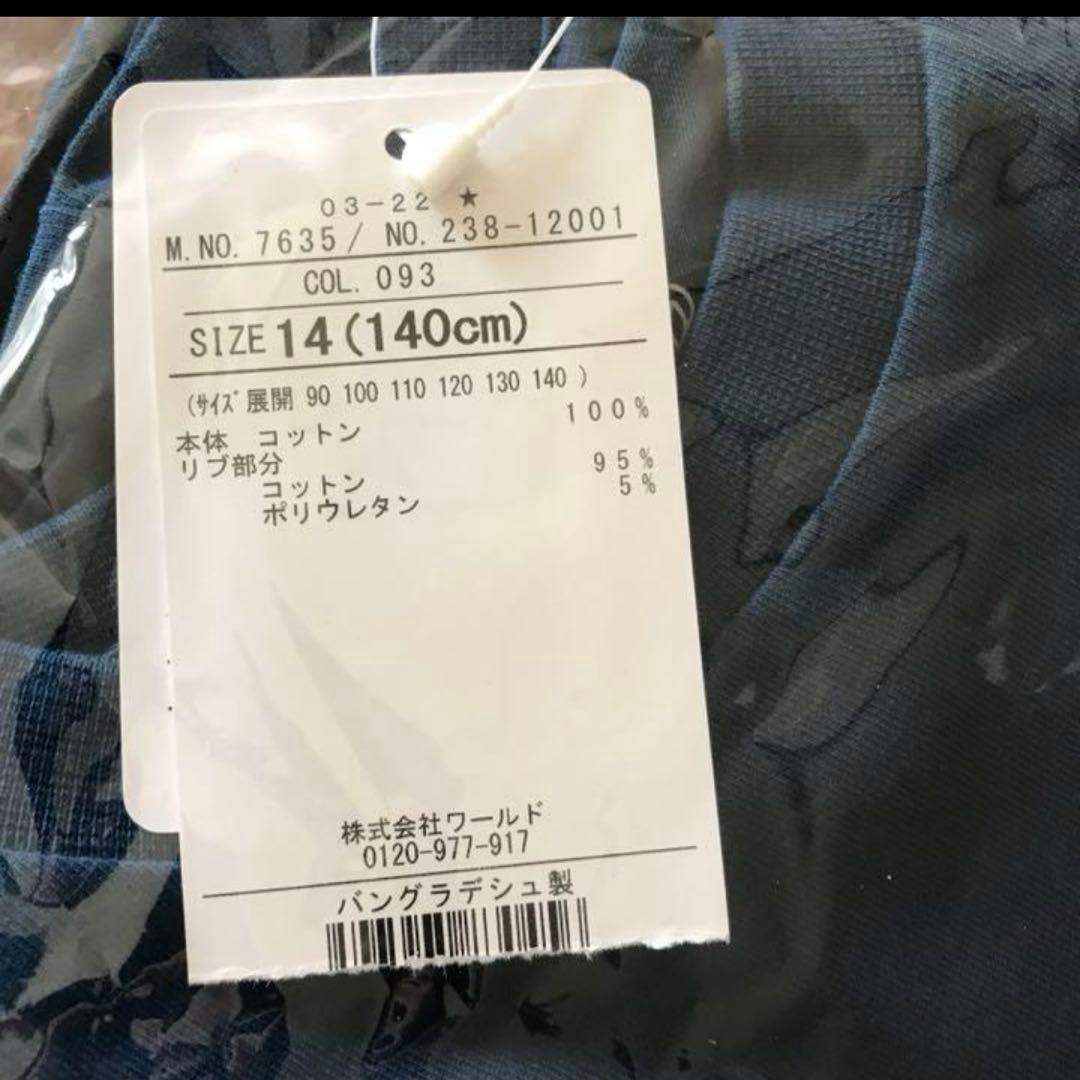 03-22 ★
M.NO. 7635/ NO. 238-12001
COL. 093
SIZE 14(140cm)
(サイズ展開 90 100 110 120 130 140 )
本体 コットン 100%
リブ部分
コットン 95%
ポリウレタン 5%
株式会社ワールド
0120-977-917
バングラデシュ製